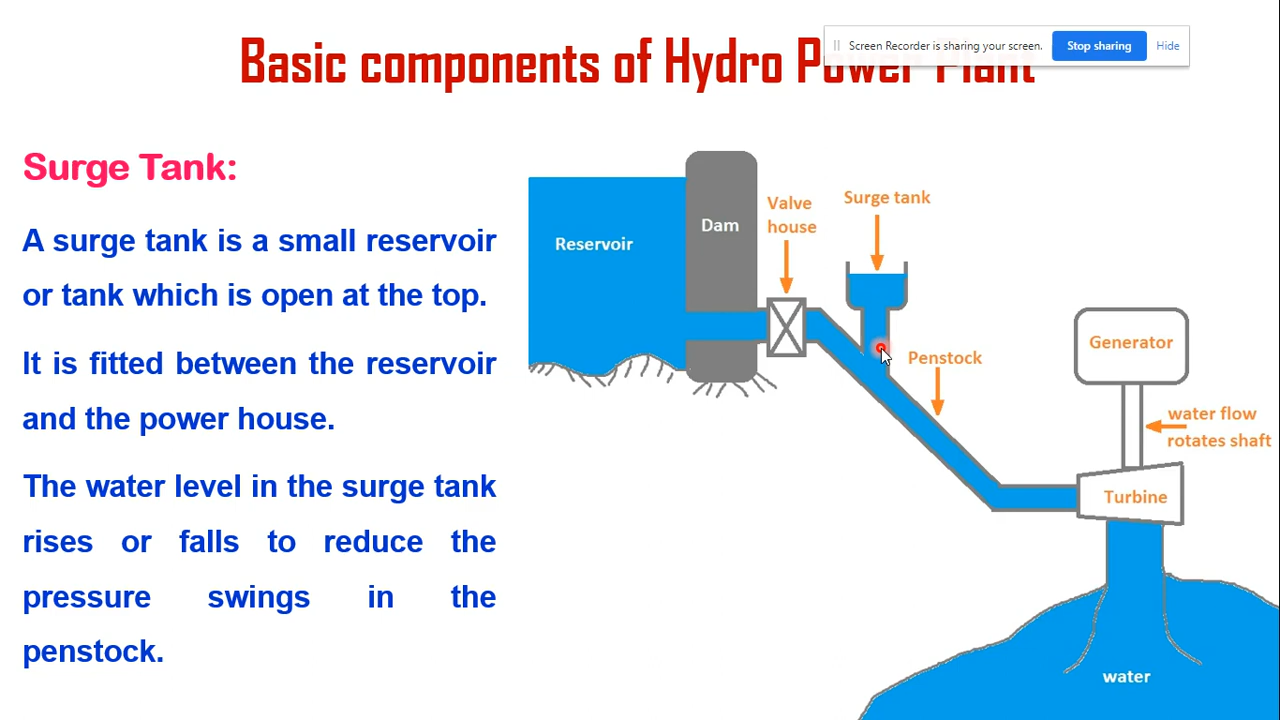 Basic components of Hydro Power Plant
Screen Recorder is sharing your screen. Stop sharing Hide
Surge Tank:
A surge tank is a small reservoir
or tank which is open at the top.
It is fitted between the reservoir
and the power house.
The water level in the surge tank
rises or falls to reduce the
pressure swings in the
penstock.
Reservoir
Dam
Valve
house
Surge tank
Penstock
Generator
water flow
rotates shaft
Turbine
water